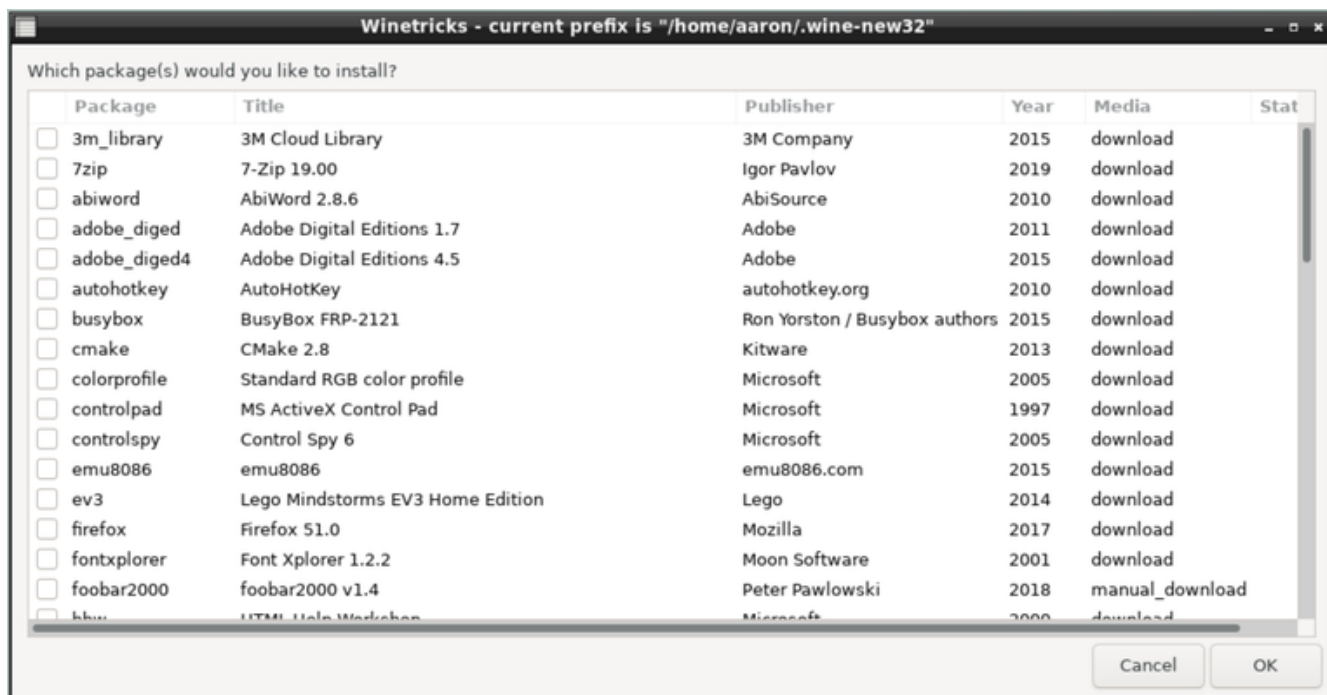 Winetricks - current prefix is "/home/aaron/.wine-new32"
Which package(s) would you like to install?
Package Title Publisher Year Media Stat
3m_library 3M Cloud Library 3M Company 2015 download
7zip 7-Zip 19.00 Igor Pavlov 2019 download
abiword AbiWord 2.8.6 AbiSource 2010 download
adobe_diged Adobe Digital Editions 1.7 Adobe 2011 download
adobe_diged4 Adobe Digital Editions 4.5 Adobe 2015 download
autohotkey AutoHotKey autohotkey.org 2010 download
busybox BusyBox FRP-2121 Ron Yorston / Busybox authors 2015 download
cmake CMake 2.8 Kitware 2013 download
colorprofile Standard RGB color profile Microsoft 2005 download
controlpad MS ActiveX Control Pad Microsoft 1997 download
controlspy Control Spy 6 Microsoft 2005 download
emu8086 emu8086 emu8086.com 2015 download
ev3 Lego Mindstorms EV3 Home Edition Lego 2014 download
firefox Firefox 51.0 Mozilla 2017 download
fontxplorer Font Xplorer 1.2.2 Moon Software 2001 download
foobar2000 foobar2000 v1.4 Peter Pawlowski 2018 manual_download
HTML Help Workshop Microsoft 2000 download
Cancel OK